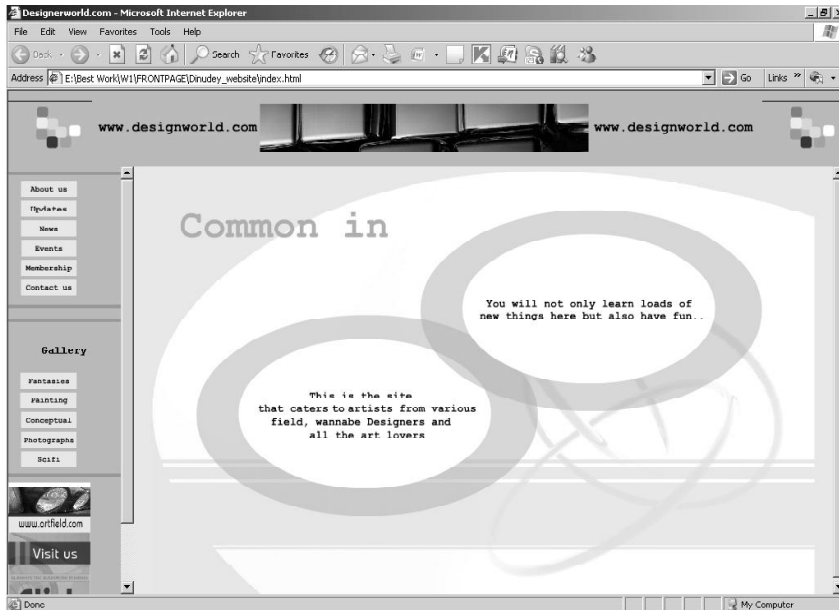 Designerworld.com - Microsoft Internet Explorer
File Edit View Favorites Tools Help
Back Search Favorites
Address E:\Best Work\W1\FRONTPAGE\Dinudey_website\index.html Go Links »
www.designworld.com www.designworld.com
About us
Updates
News
Events
Membership
Contact us
Gallery
Fantasies
Painting
Conceptual
Photographs
Scifi
www.artfield.com
Visit us
Common in
You will not only learn loads of
new things here but also have fun..
This is the site
that caters to artists from various
field, wannabe Designers and
all the art lovers
Done My Computer